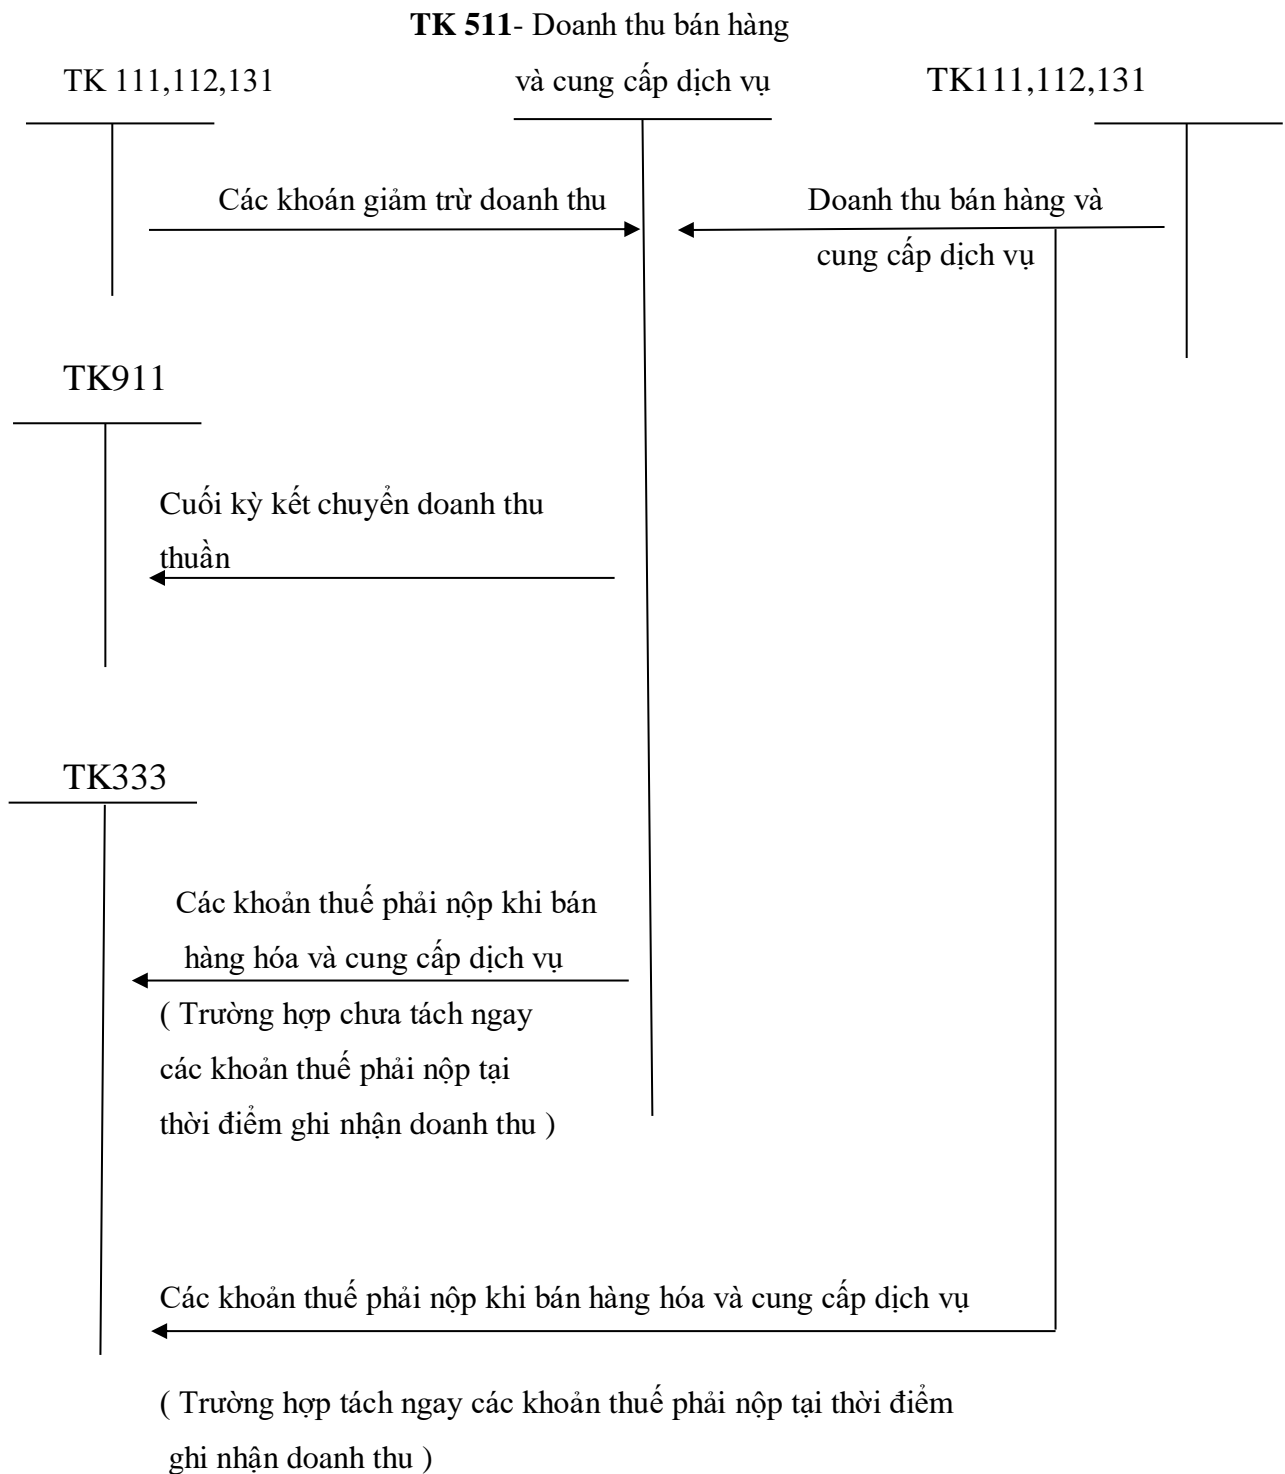 TK 511- Doanh thu bán hàng
và cung cấp dịch vụ
TK 111,112,131
TK111,112,131
Các khoán giảm trừ doanh thu
Doanh thu bán hàng và
cung cấp dịch vụ
TK911
Cuối kỳ kết chuyển doanh thu
thuần
TK333
Các khoản thuế phải nộp khi bán
hàng hóa và cung cấp dịch vụ
( Trường hợp chưa tách ngay
các khoản thuế phải nộp tại
thời điểm ghi nhận doanh thu )
Các khoản thuế phải nộp khi bán hàng hóa và cung cấp dịch vụ
( Trường hợp tách ngay các khoản thuế phải nộp tại thời điểm
ghi nhận doanh thu )